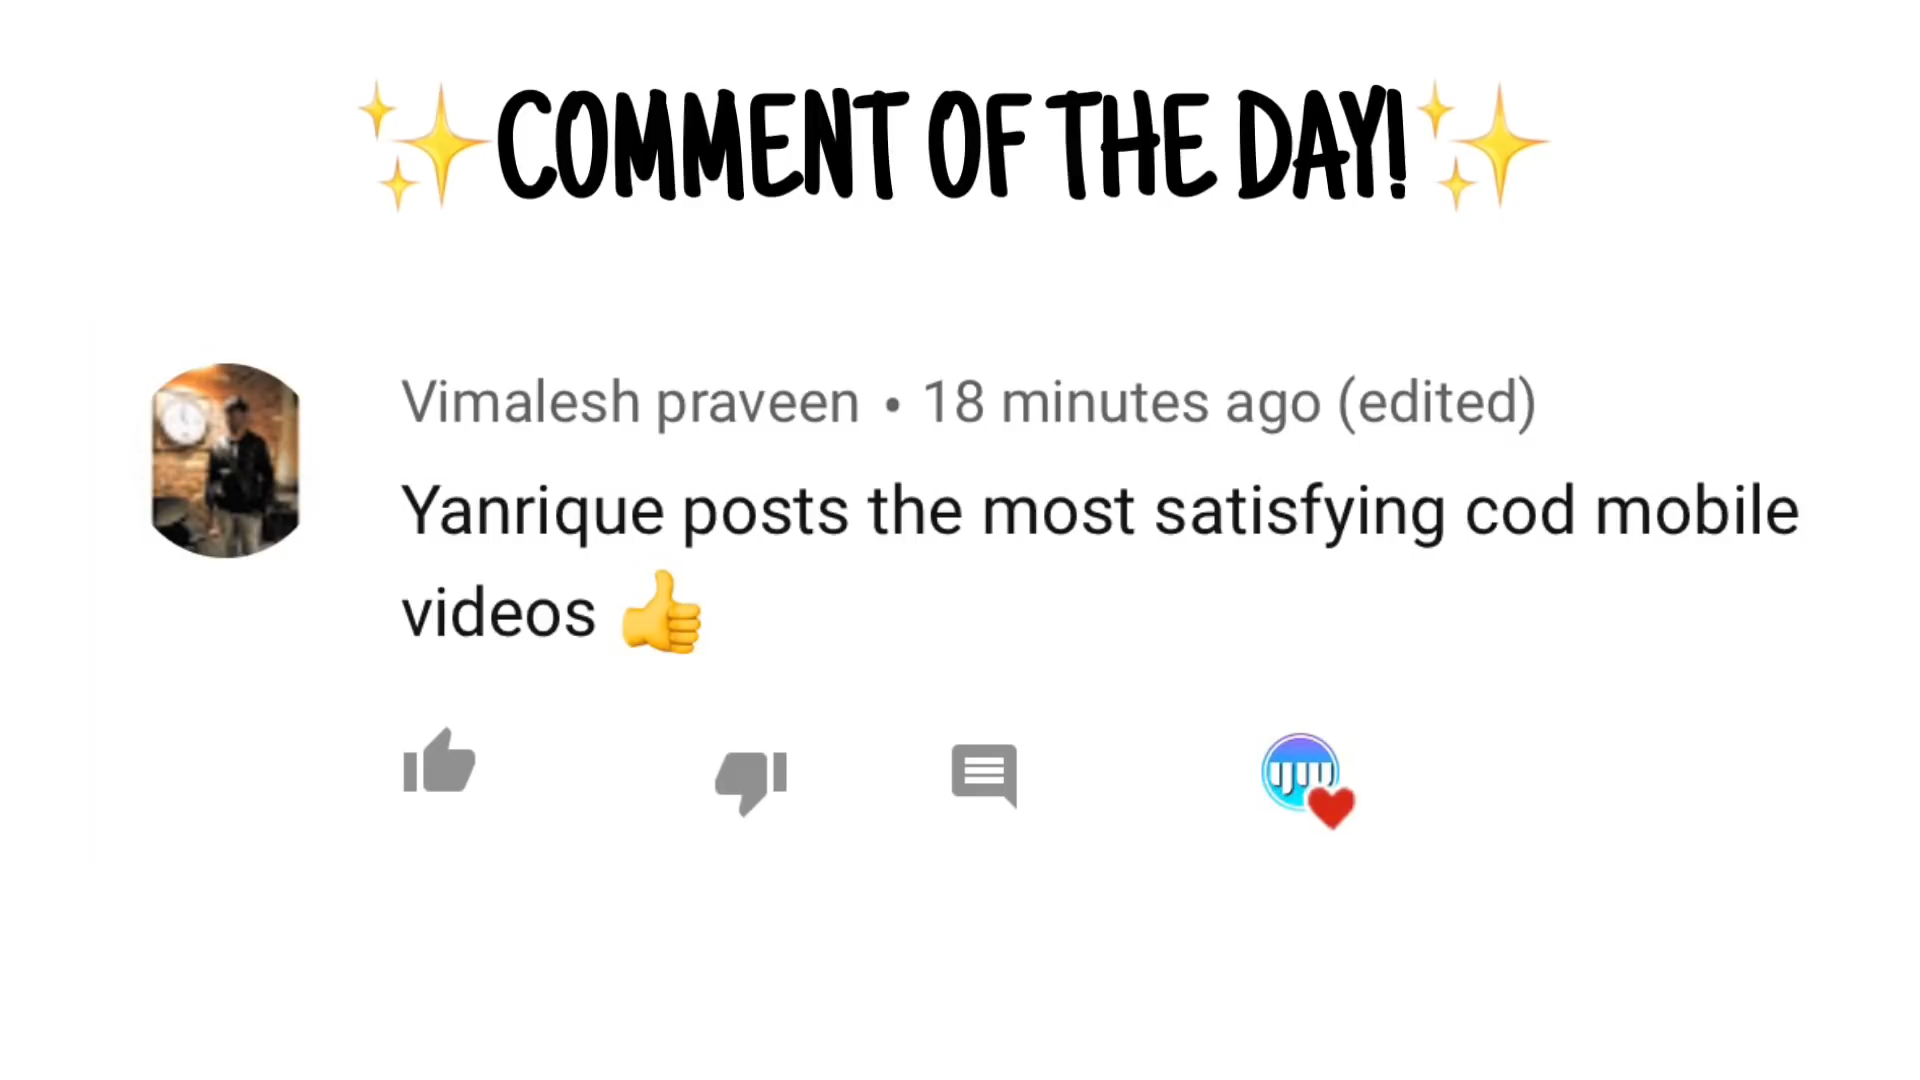 ✨COMMENT OF THE DAY!✨
Vimalesh praveen • 18 minutes ago (edited)
Yanrique posts the most satisfying cod mobile
videos 👍